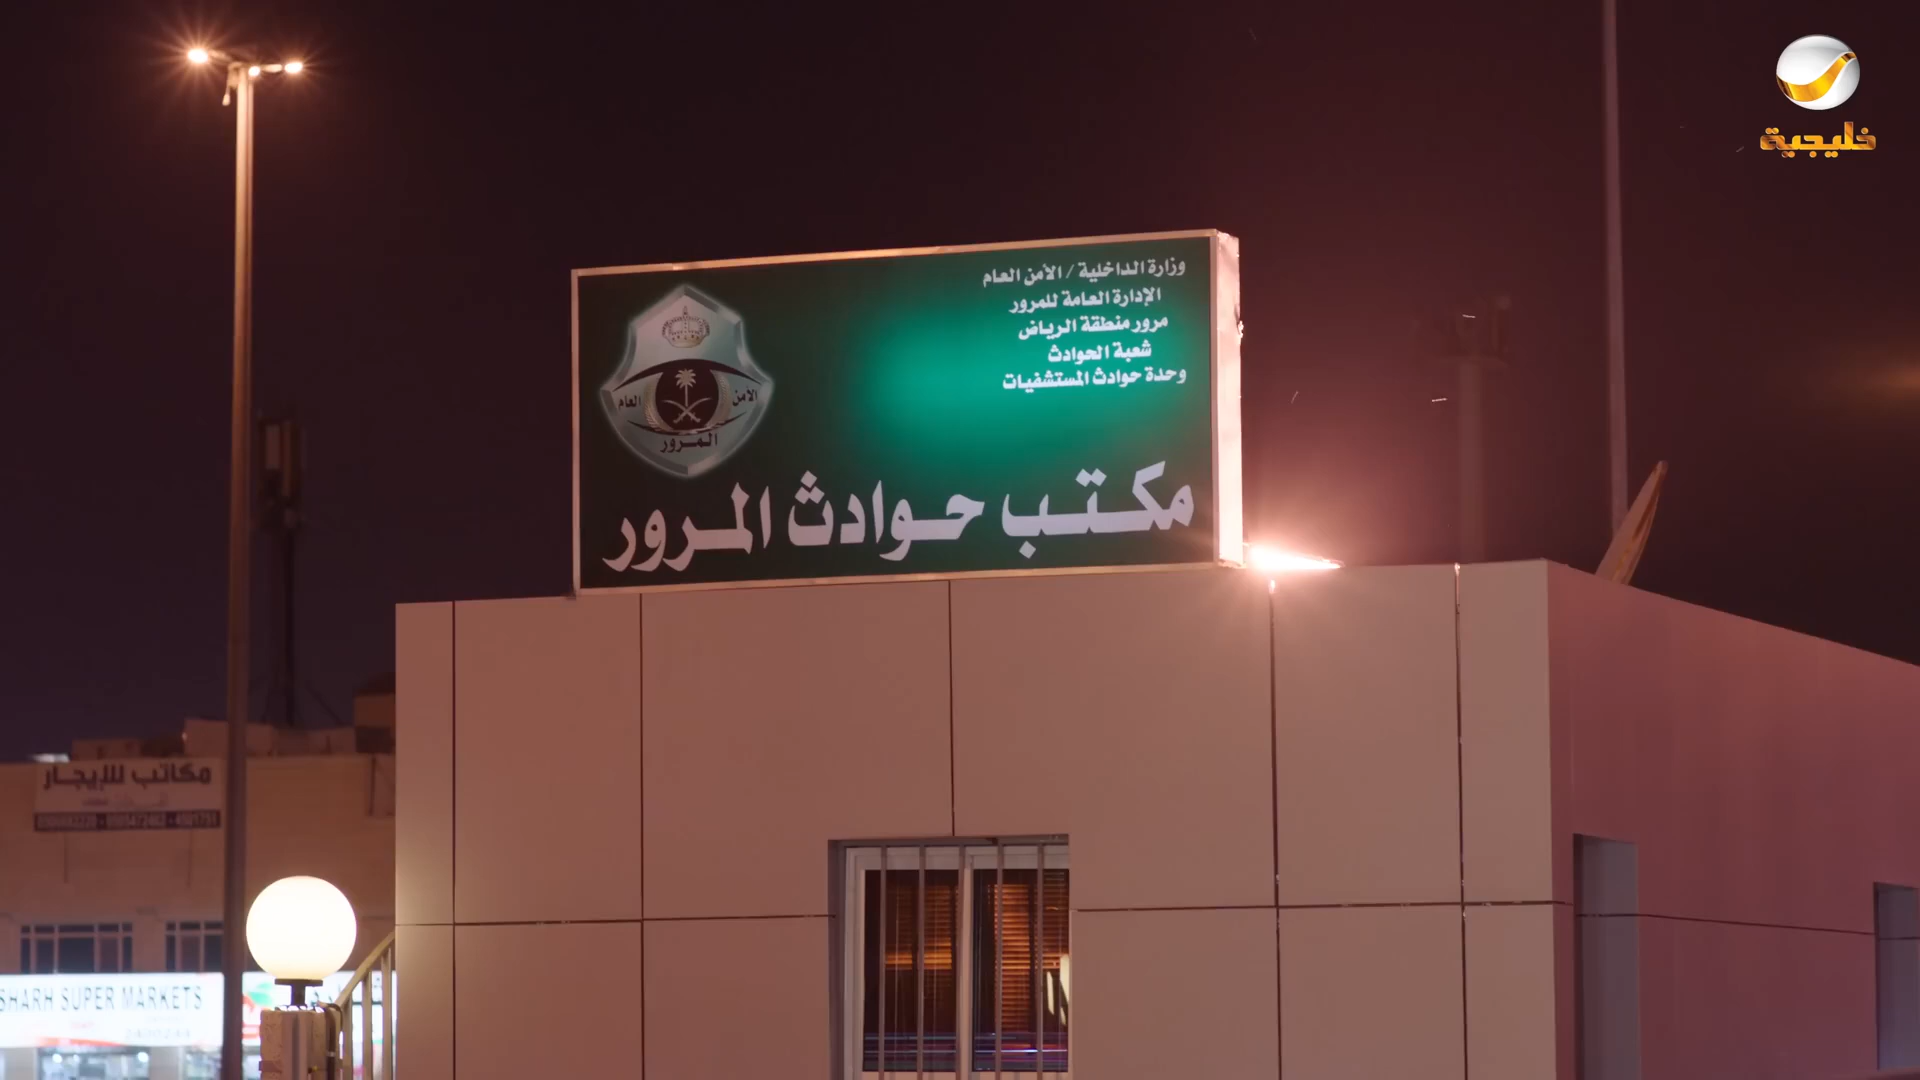 خليجية
وزارة الداخلية / الأمن العام
الإدارة العامة للمرور
مرور منطقة الرياض
شعبة الحوادث
وحدة حوادث المستشفيات
الأمن العام
المرور
مكتب حوادث المرور
مكاتب للإيجار
SHARH SUPER MARKETS